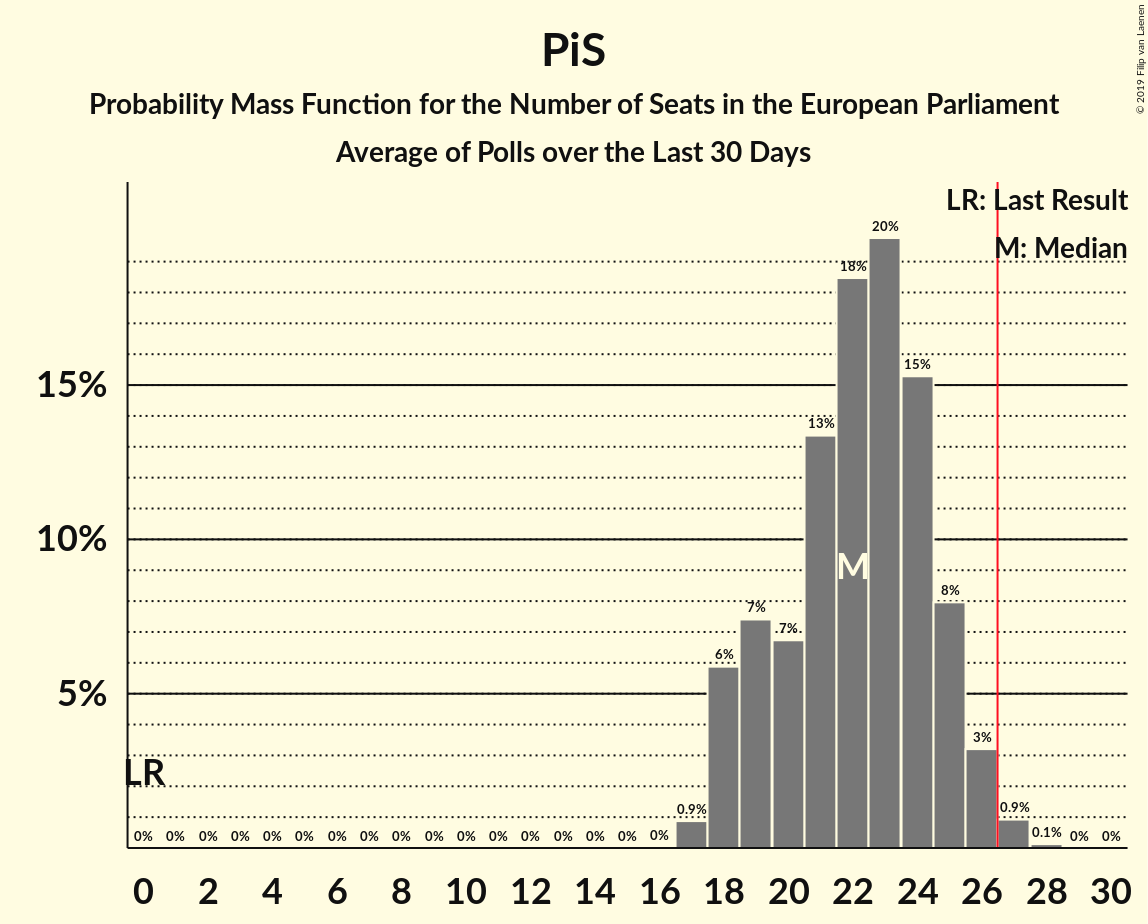 PiS
Probability Mass Function for the Number of Seats in the European Parliament
Average of Polls over the Last 30 Days
© 2019 Filip van Laenen
LR: Last Result
M: Median
20%
18%
15%
15%
13%
10%
M
8%
7%
7%
6%
5%
3%
LR
0.9%
0.9%
0% 0% 0% 0% 0% 0% 0% 0% 0% 0% 0% 0% 0% 0% 0% 0% 0% 0.1% 0% 0%
0 2 4 6 8 10 12 14 16 18 20 22 24 26 28 30